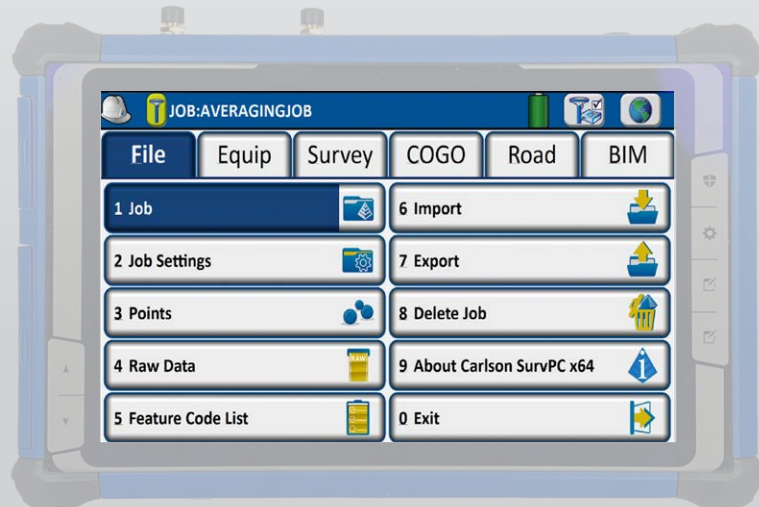 JOB:AVERAGINGJOB
File Equip Survey COGO Road BIM
1 Job
2 Job Settings
3 Points
4 Raw Data
RAW
5 Feature Code List
6 Import
7 Export
8 Delete Job
9 About Carlson SurvPC x64
0 Exit